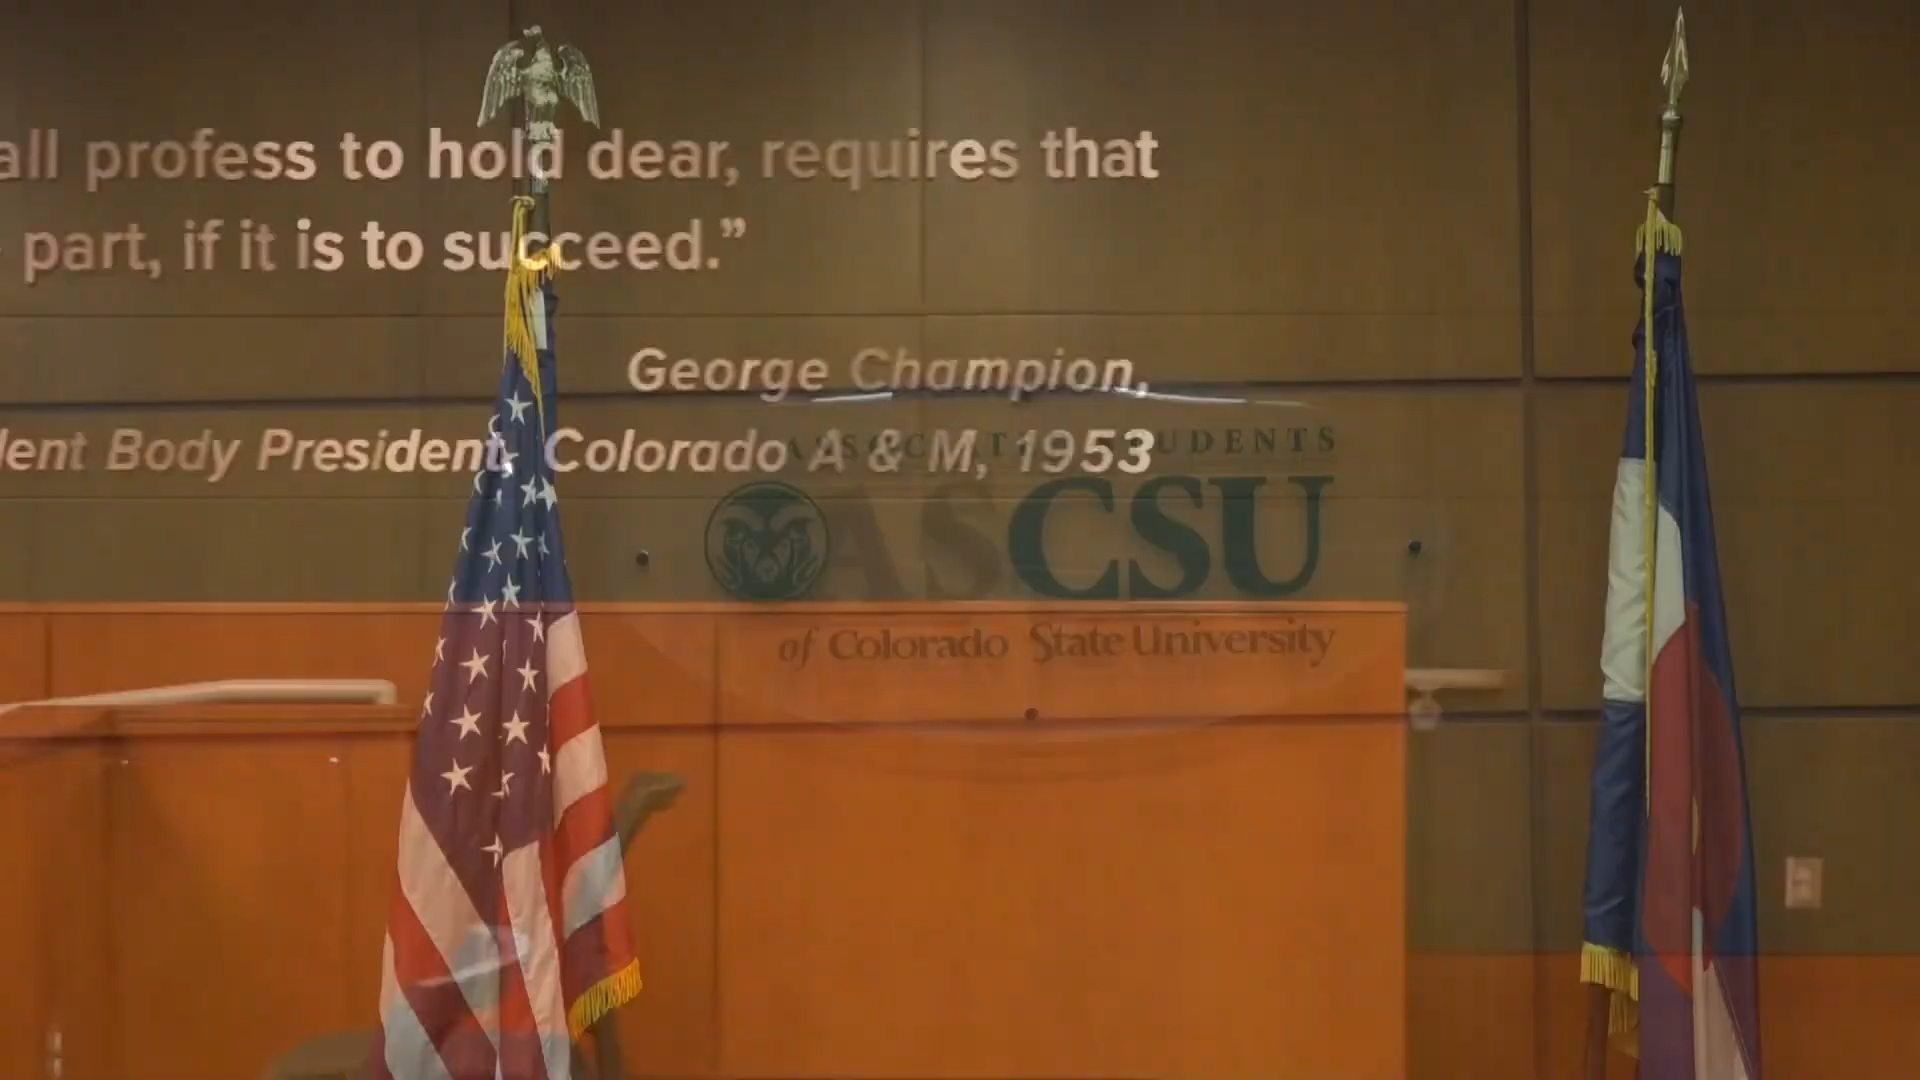 all profess to hold dear, requires that
part, if it is to succeed.”
George Champion,
dent Body President, Colorado A & M, 1953
ASSOCIATED STUDENTS
ASCSU
of Colorado State University